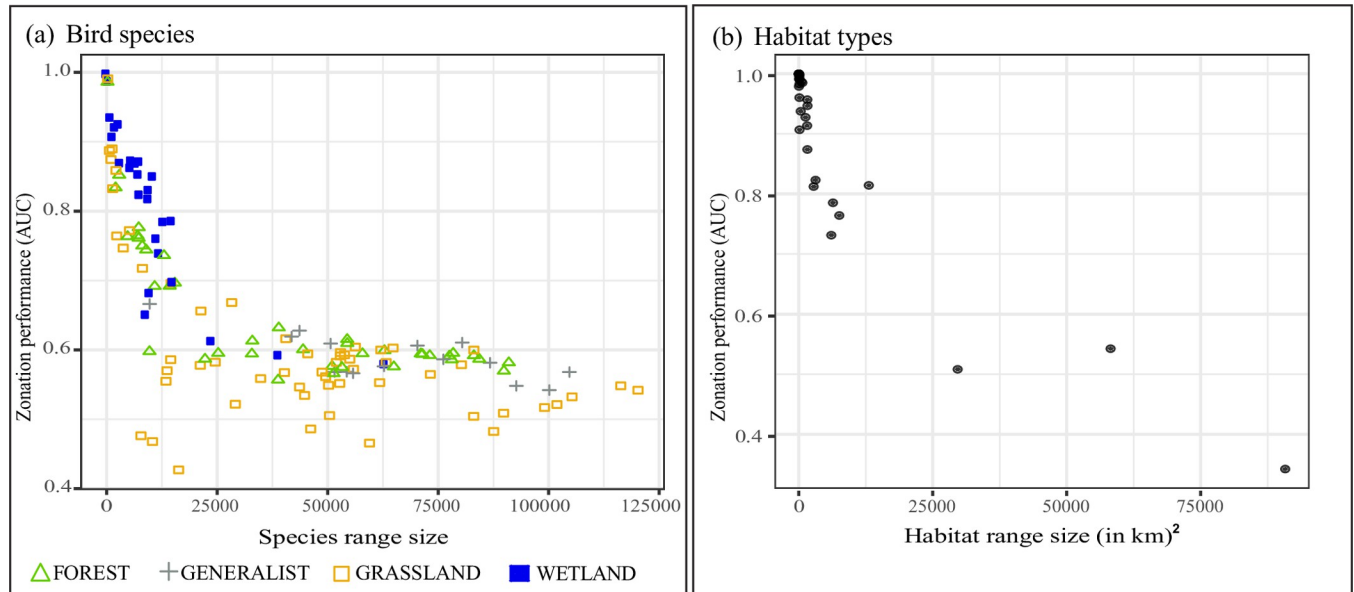 (a) Bird species
Zonation performance (AUC)
1.0
0.8
0.6
0.4
0
25000
50000
75000
100000
125000
Species range size
FOREST
GENERALIST
GRASSLAND
WETLAND
(b) Habitat types
Zonation performance (AUC)
1.0
0.8
0.6
0.4
0
25000
50000
75000
Habitat range size (in km)²